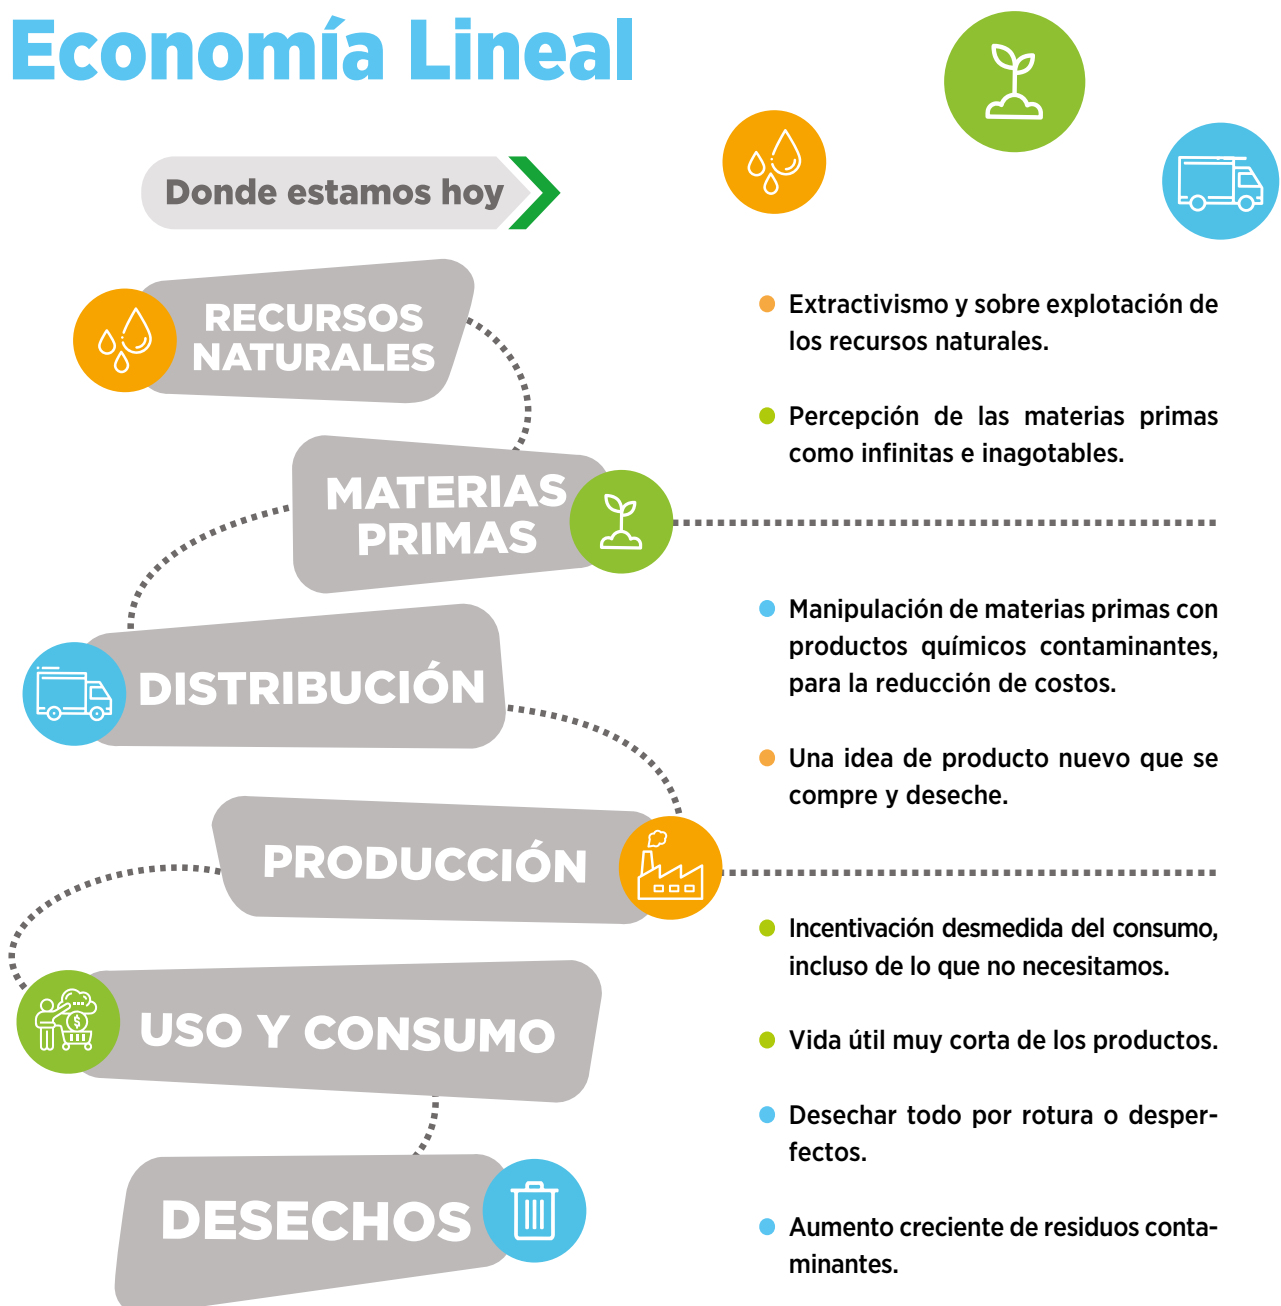 Economía Lineal
Donde estamos hoy
RECURSOS
NATURALES
MATERIAS
PRIMAS
DISTRIBUCIÓN
PRODUCCIÓN
$
USO Y CONSUMO
DESECHOS
Extractivismo y sobre explotación de
los recursos naturales.
Percepción de las materias primas
como infinitas e inagotables.
Manipulación de materias primas con
productos químicos contaminantes,
para la reducción de costos.
Una idea de producto nuevo que se
compre y deseche.
Incentivación desmedida del consumo,
incluso de lo que no necesitamos.
Vida útil muy corta de los productos.
Desechar todo por rotura o desper-
fectos.
Aumento creciente de residuos conta-
minantes.